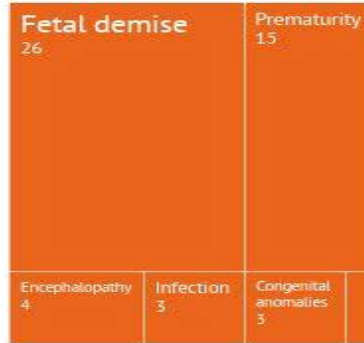 Fetal demise
26
Prematurity
15
Encephalopathy
4
Infection
3
Congenital
anomalies
3